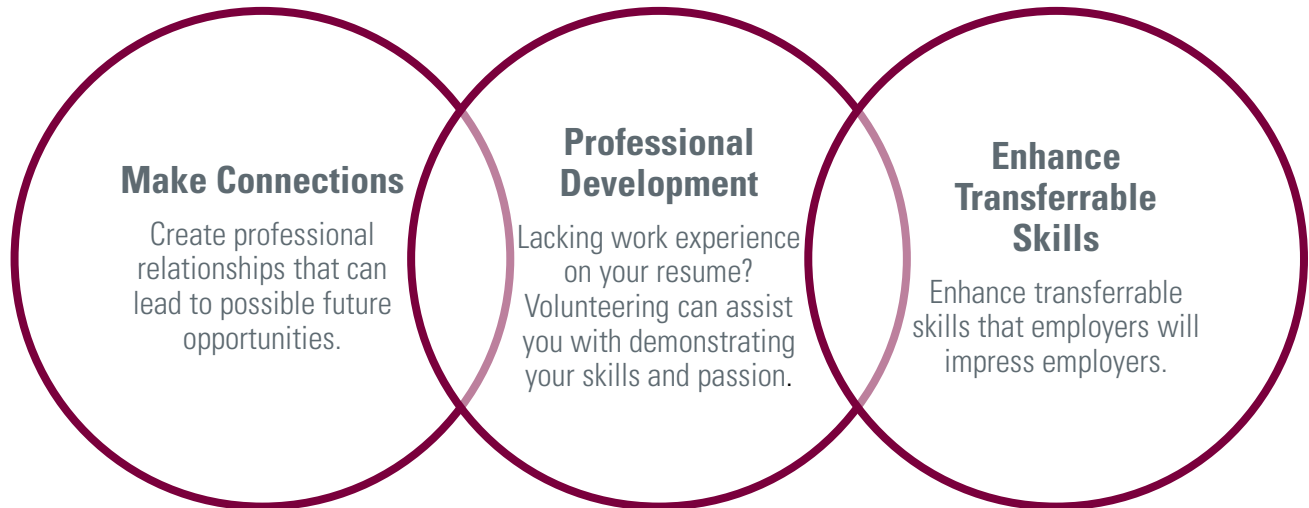 Make Connections
Create professional
relationships that can
lead to possible future
opportunities.
Professional
Development
Lacking work experience
on your resume?
Volunteering can assist
you with demonstrating
your skills and passion.
Enhance
Transferrable
Skills
Enhance transferrable
skills that employers will
impress employers.